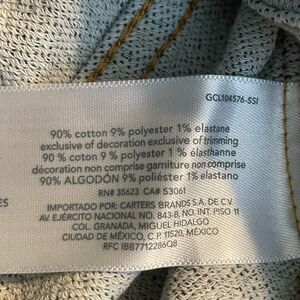 GCL104576-SSI
90% cotton 9% polyester 1% elastane
exclusive of decoration exclusive of trimming
90 % coton 9 % polyester 1 % élasthanne
décoration non comprise garniture non comprise
90% ALGODÓN 9% poliéster 1% elastano
RN# 35623 CA# 53061
IMPORTADO POR: CARTERS BRANDS S.A. DE C.V.
AV. EJÉRCITO NACIONAL NO. 843-B, NO. INT. PISO 11
COL. GRANADA, MIGUEL HIDALGO
CIUDAD DE MÉXICO, C.P. 11520, MÉXICO
RFC IBB7712286Q8